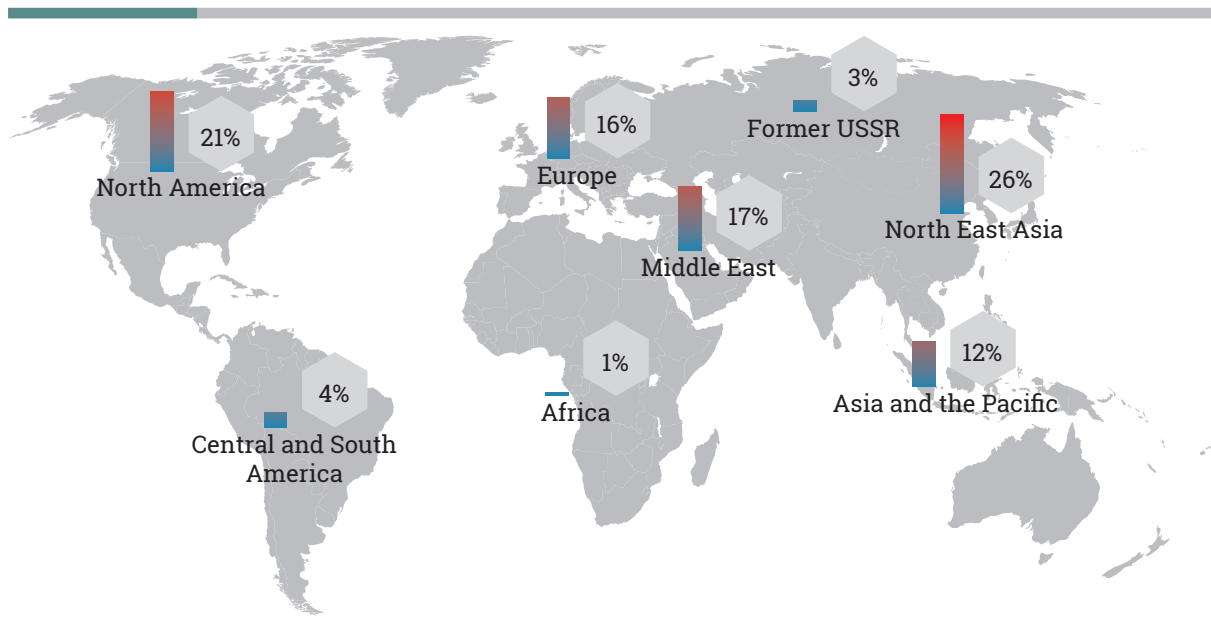 3%
21%
16%
Former USSR
Europe
26%
North America
17%
North East Asia
Middle East
12%
1%
4%
Asia and the Pacific
Africa
Central and South
America